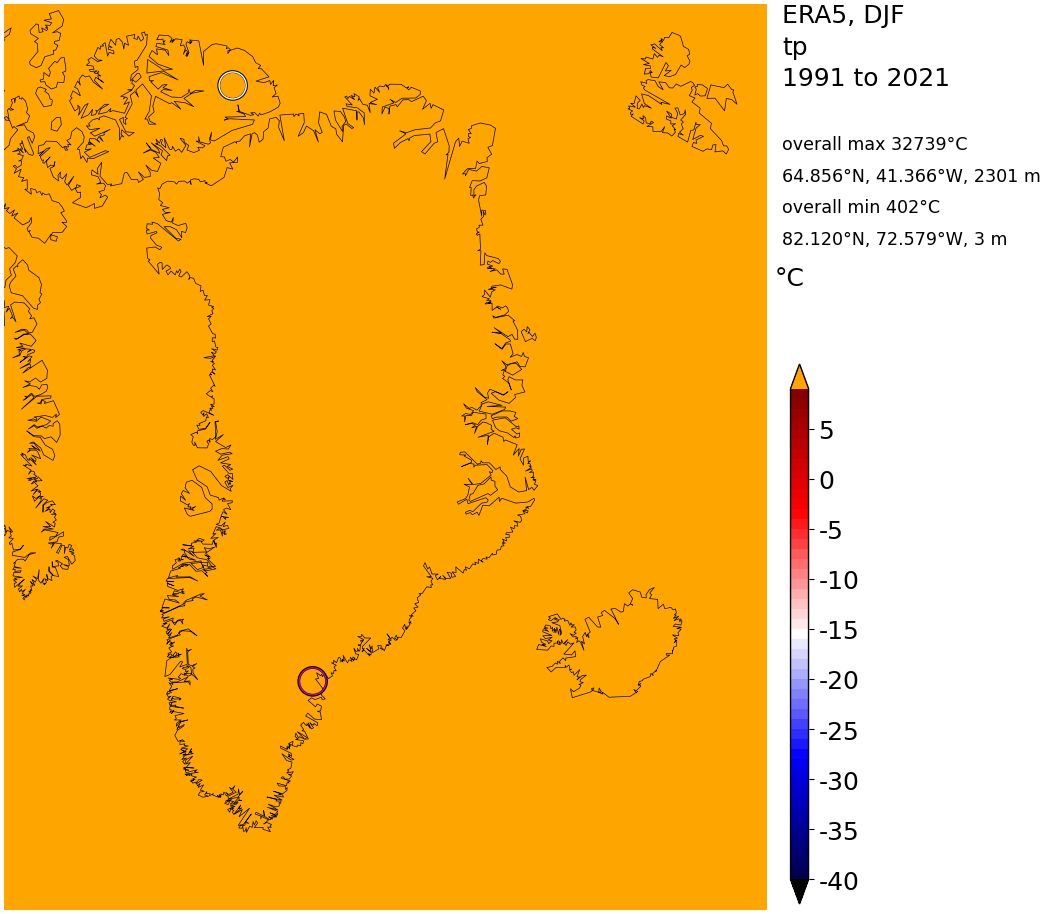 ERA5, DJF
tp
1991 to 2021
overall max 32739°C
64.856°N, 41.366°W, 2301 m
overall min 402°C
82.120°N, 72.579°W, 3 m
°C
5
0
-5
-10
-15
-20
-25
-30
-35
-40